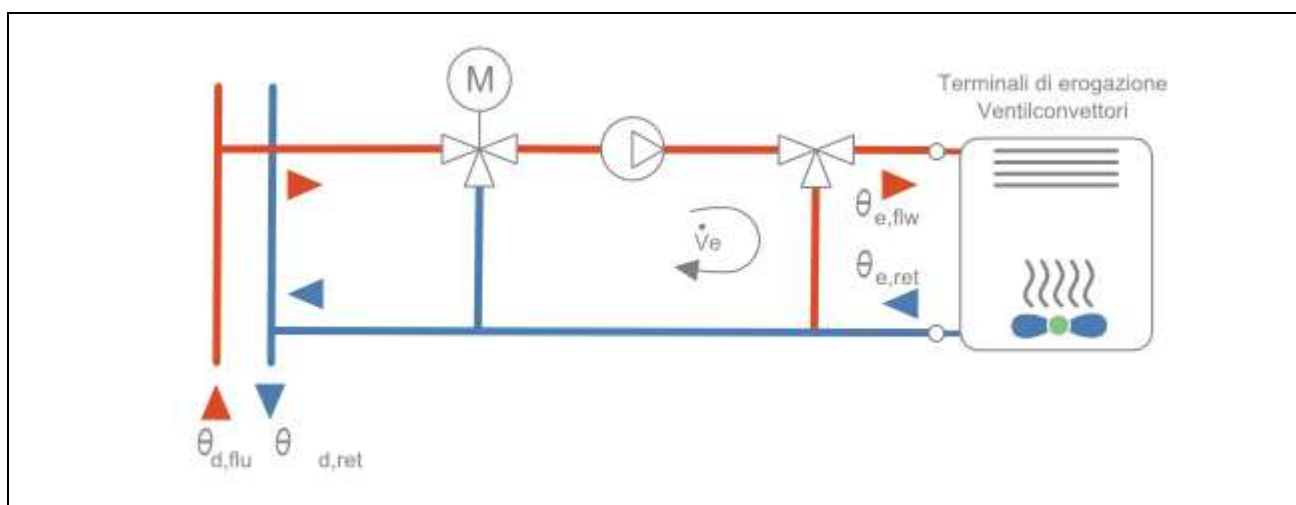 M
Terminali di erogazione
Ventilconvettori
θe,flw
V̇e
θe,ret
θd,flu θ d,ret